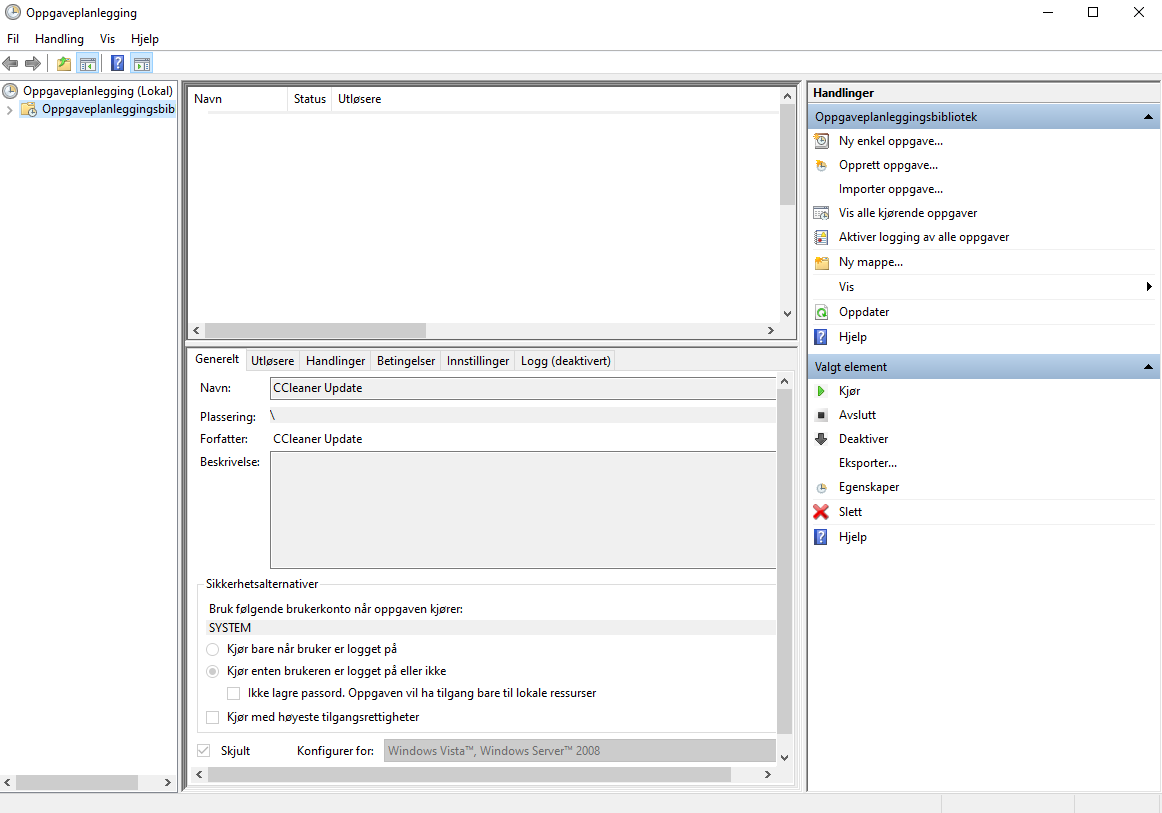 Oppgaveplanlegging
Fil Handling Vis Hjelp
Oppgaveplanlegging (Lokal)
Oppgaveplanleggingsbib
Navn Status Utløsere
Generelt Utløsere Handlinger Betingelser Innstillinger Logg (deaktivert)
Navn: CCleaner Update
Plassering: \
Forfatter: CCleaner Update
Beskrivelse:
Sikkerhetsalternativer
Bruk følgende brukerkonto når oppgaven kjører:
SYSTEM
Kjør bare når bruker er logget på
Kjør enten brukeren er logget på eller ikke
Ikke lagre passord. Oppgaven vil ha tilgang bare til lokale ressurser
Kjør med høyeste tilgangsrettigheter
Skjult Konfigurer for: Windows Vista™, Windows Server™ 2008
Handlinger
Oppgaveplanleggingsbibliotek
Ny enkel oppgave...
Opprett oppgave...
Importer oppgave...
Vis alle kjørende oppgaver
Aktiver logging av alle oppgaver
Ny mappe...
Vis
Oppdater
Hjelp
Valgt element
Kjør
Avslutt
Deaktiver
Eksporter...
Egenskaper
Slett
Hjelp